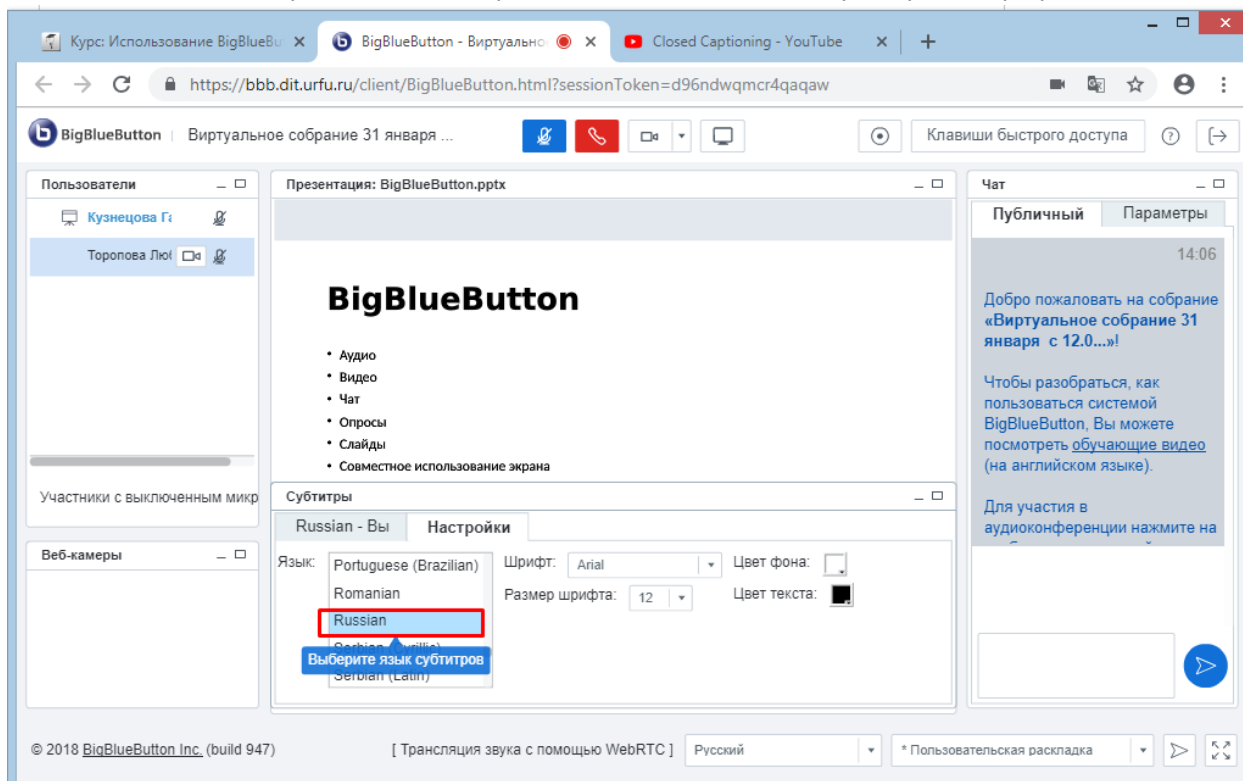 Курс: Использование BigBlueBu
BigBlueButton - Виртуально
Closed Captioning - YouTube
https://bbb.dit.urfu.ru/client/BigBlueButton.html?sessionToken=d96ndwqmcr4qaqaw
BigBlueButton
Виртуальное собрание 31 января ...
Клавиши быстрого доступа
Пользователи
Кузнецова Га
Торопова Люб
Участники с выключенным микр
Веб-камеры
Презентация: BigBlueButton.pptx
BigBlueButton
• Аудио
• Видео
• Чат
• Опросы
• Слайды
• Совместное использование экрана
Субтитры
Russian - Вы
Настройки
Язык:
Portuguese (Brazilian)
Romanian
Russian
Serbian (Cyrillic)
Выберите язык субтитров
Serbian (Latin)
Шрифт: Arial
Размер шрифта: 12
Цвет фона:
Цвет текста:
Чат
Публичный
Параметры
14:06
Добро пожаловать на собрание
«Виртуальное собрание 31
января с 12.0...»!
Чтобы разобраться, как
пользоваться системой
BigBlueButton, Вы можете
посмотреть обучающие видео
(на английском языке).
Для участия в
аудиоконференции нажмите на
© 2018 BigBlueButton Inc. (build 947)
[ Трансляция звука с помощью WebRTC ]
Русский
* Пользовательская раскладка